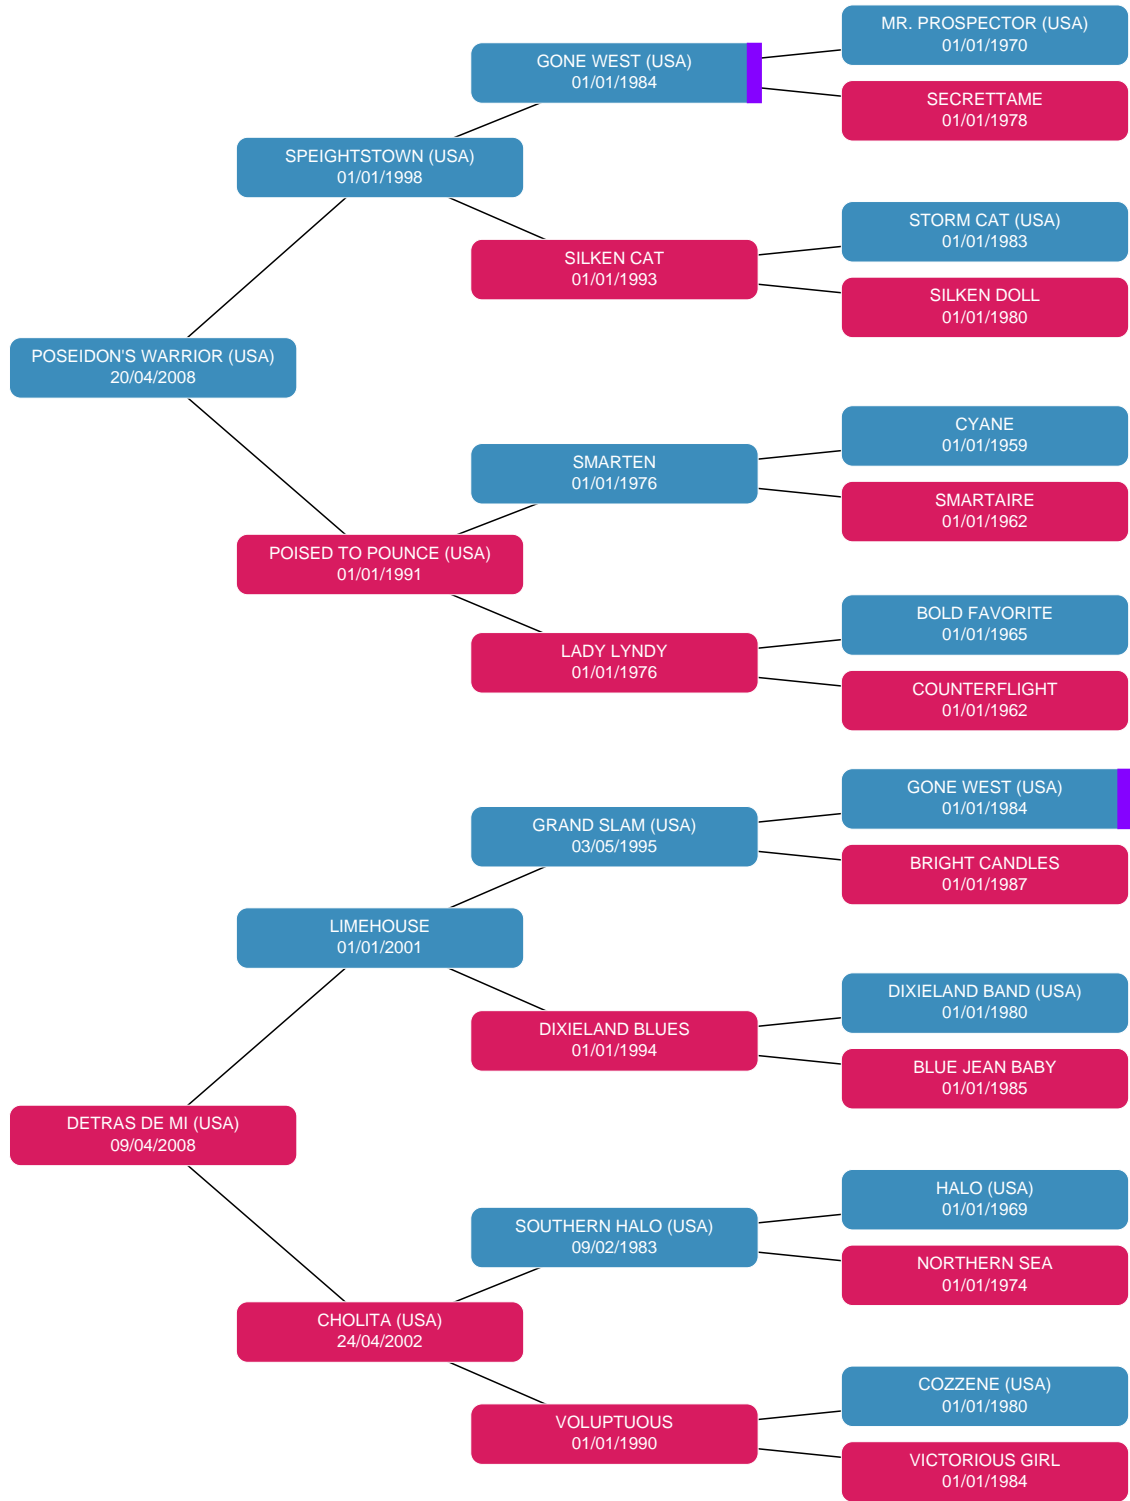 MR. PROSPECTOR (USA)
01/01/1970
GONE WEST (USA)
01/01/1984
SECRETTAME
01/01/1978
SPEIGHTSTOWN (USA)
01/01/1998
STORM CAT (USA)
01/01/1983
SILKEN CAT
01/01/1993
SILKEN DOLL
01/01/1980
POSEIDON'S WARRIOR (USA)
20/04/2008
CYANE
01/01/1959
SMARTEN
01/01/1976
SMARTAIRE
01/01/1962
POISED TO POUNCE (USA)
01/01/1991
BOLD FAVORITE
01/01/1965
LADY LYNDY
01/01/1976
COUNTERFLIGHT
01/01/1962
GONE WEST (USA)
01/01/1984
GRAND SLAM (USA)
03/05/1995
BRIGHT CANDLES
01/01/1987
LIMEHOUSE
01/01/2001
DIXIELAND BAND (USA)
01/01/1980
DIXIELAND BLUES
01/01/1994
BLUE JEAN BABY
01/01/1985
DETRAS DE MI (USA)
09/04/2008
HALO (USA)
01/01/1969
SOUTHERN HALO (USA)
09/02/1983
NORTHERN SEA
01/01/1974
CHOLITA (USA)
24/04/2002
COZZENE (USA)
01/01/1980
VOLUPTUOUS
01/01/1990
VICTORIOUS GIRL
01/01/1984